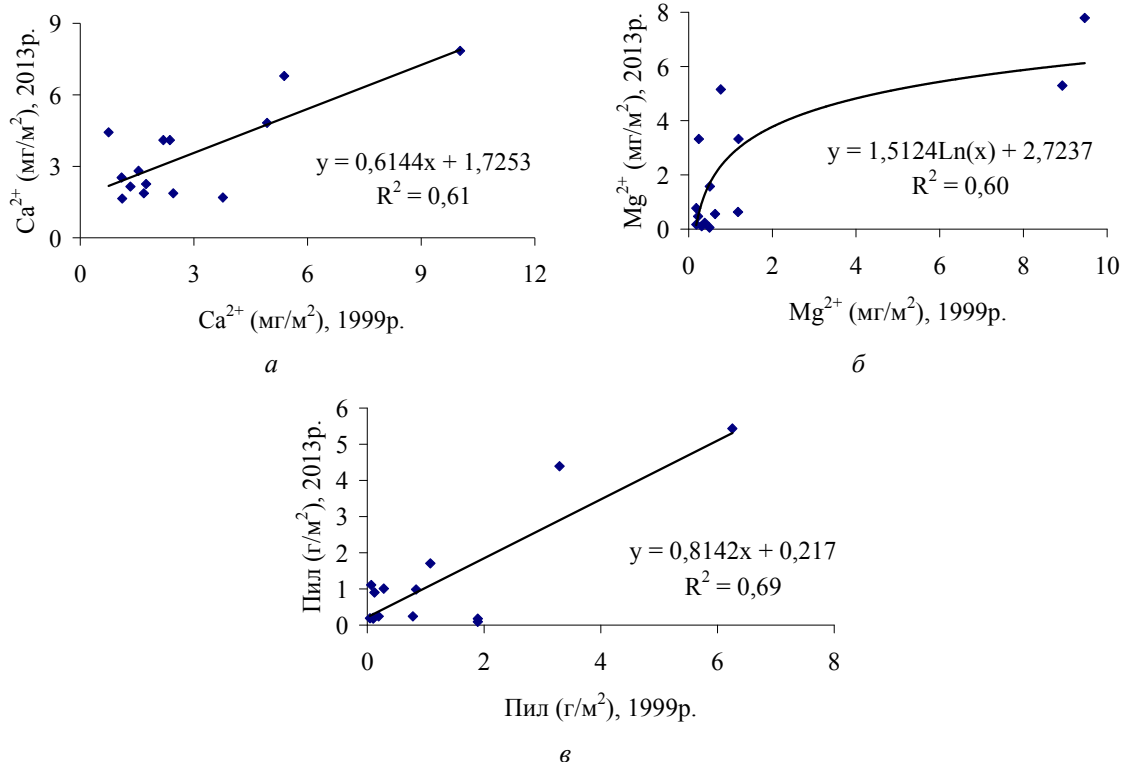 9
6
3
0
0
3
6
9
12
Ca²⁺ (мг/м²), 2013р.
y = 0,6144x + 1,7253
R² = 0,61
Ca²⁺ (мг/м²), 1999р.
а
8
6
4
2
0
0
2
4
6
8
10
Mg²⁺ (мг/м²), 2013р.
y = 1,5124Ln(x) + 2,7237
R² = 0,60
Mg²⁺ (мг/м²), 1999р.
б
6
5
4
3
2
1
0
0
2
4
6
8
Пил (г/м²), 2013р.
y = 0,8142x + 0,217
R² = 0,69
Пил (г/м²), 1999р.
в